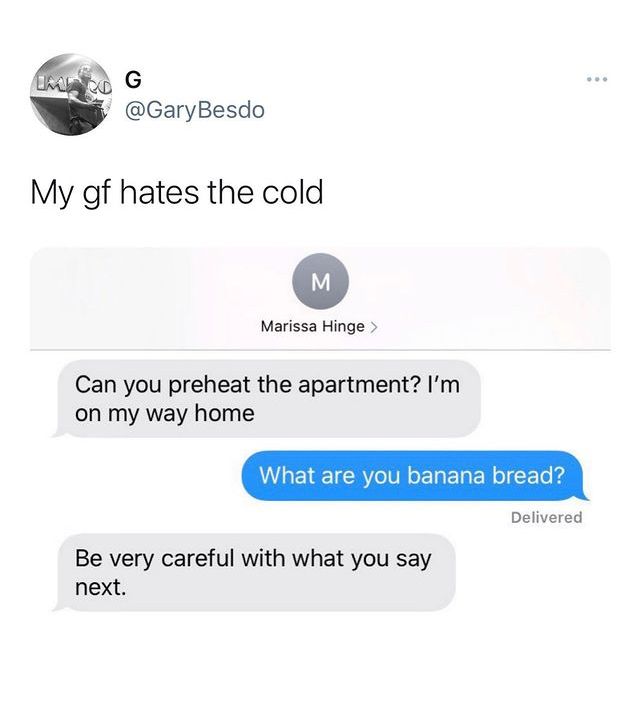 G
@GaryBesdo
My gf hates the cold
M
Marissa Hinge >
Can you preheat the apartment? I'm
on my way home
What are you banana bread?
Delivered
Be very careful with what you say
next.